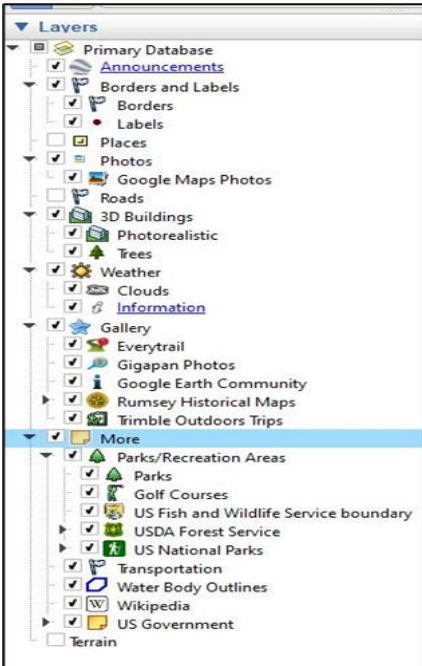 Layers
Primary Database
Announcements
Borders and Labels
Borders
Labels
Places
Photos
Google Maps Photos
Roads
3D Buildings
Photorealistic
Trees
Weather
Clouds
Information
Gallery
Everytrail
Gigapan Photos
Google Earth Community
Rumsey Historical Maps
Trimble Outdoors Trips
More
Parks/Recreation Areas
Parks
Golf Courses
US Fish and Wildlife Service boundary
USDA Forest Service
US National Parks
Transportation
Water Body Outlines
W Wikipedia
US Government
Terrain